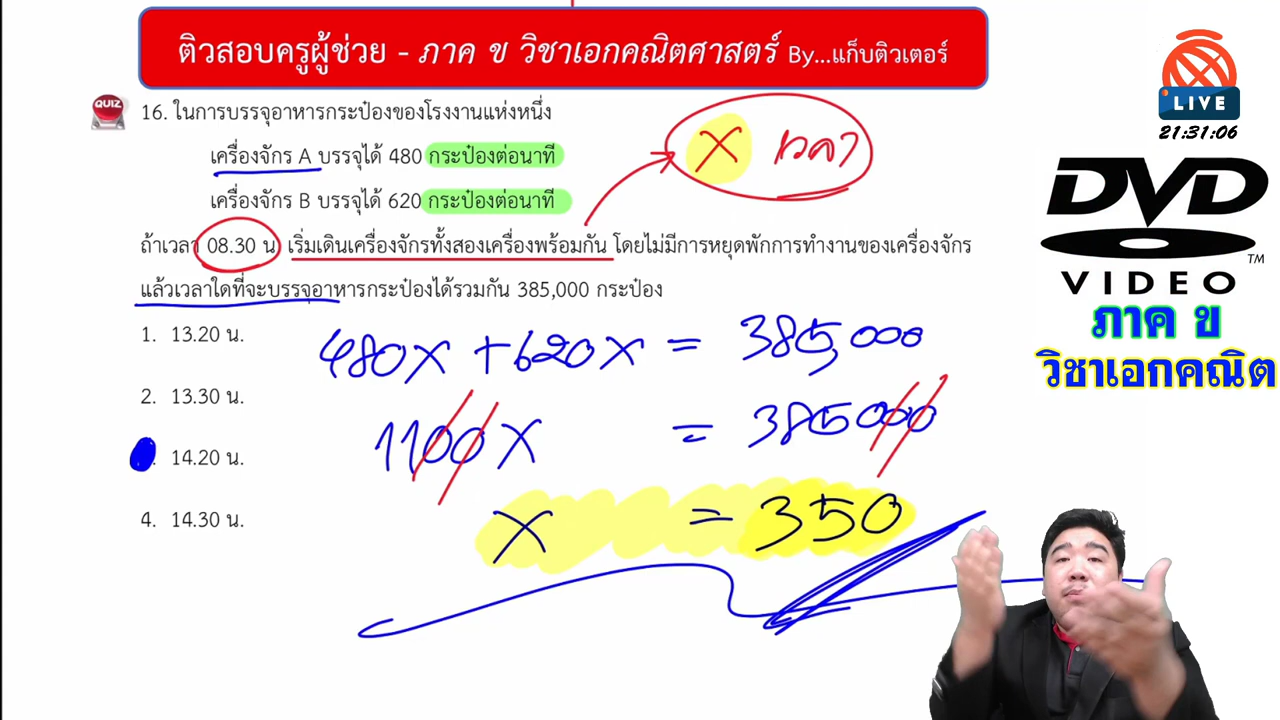 ติวสอบครูผู้ช่วย - ภาค ข วิชาเอกคณิตศาสตร์ By...แก็บติวเตอร์
QUIZ
16. ในการบรรจุอาหารกระป๋องของโรงงานแห่งหนึ่ง
เครื่องจักร A บรรจุได้ 480 กระป๋องต่อนาที
X เวลา
เครื่องจักร B บรรจุได้ 620 กระป๋องต่อนาที
ถ้าเวลา 08.30 น เริ่มเดินเครื่องจักรทั้งสองเครื่องพร้อมกัน โดยไม่มีการหยุดพักการทำงานของเครื่องจักร
แล้วเวลาใดที่จะบรรจุอาหารกระป๋องได้รวมกัน 385,000 กระป๋อง
1. 13.20 น.
480X + 620X = 385,000
2. 13.30 น.
1100X = 385000
14.20 น.
X = 350
4. 14.30 น.
LIVE
21:31:06
DVD
VIDEO
TM
ภาค ข
วิชาเอกคณิต